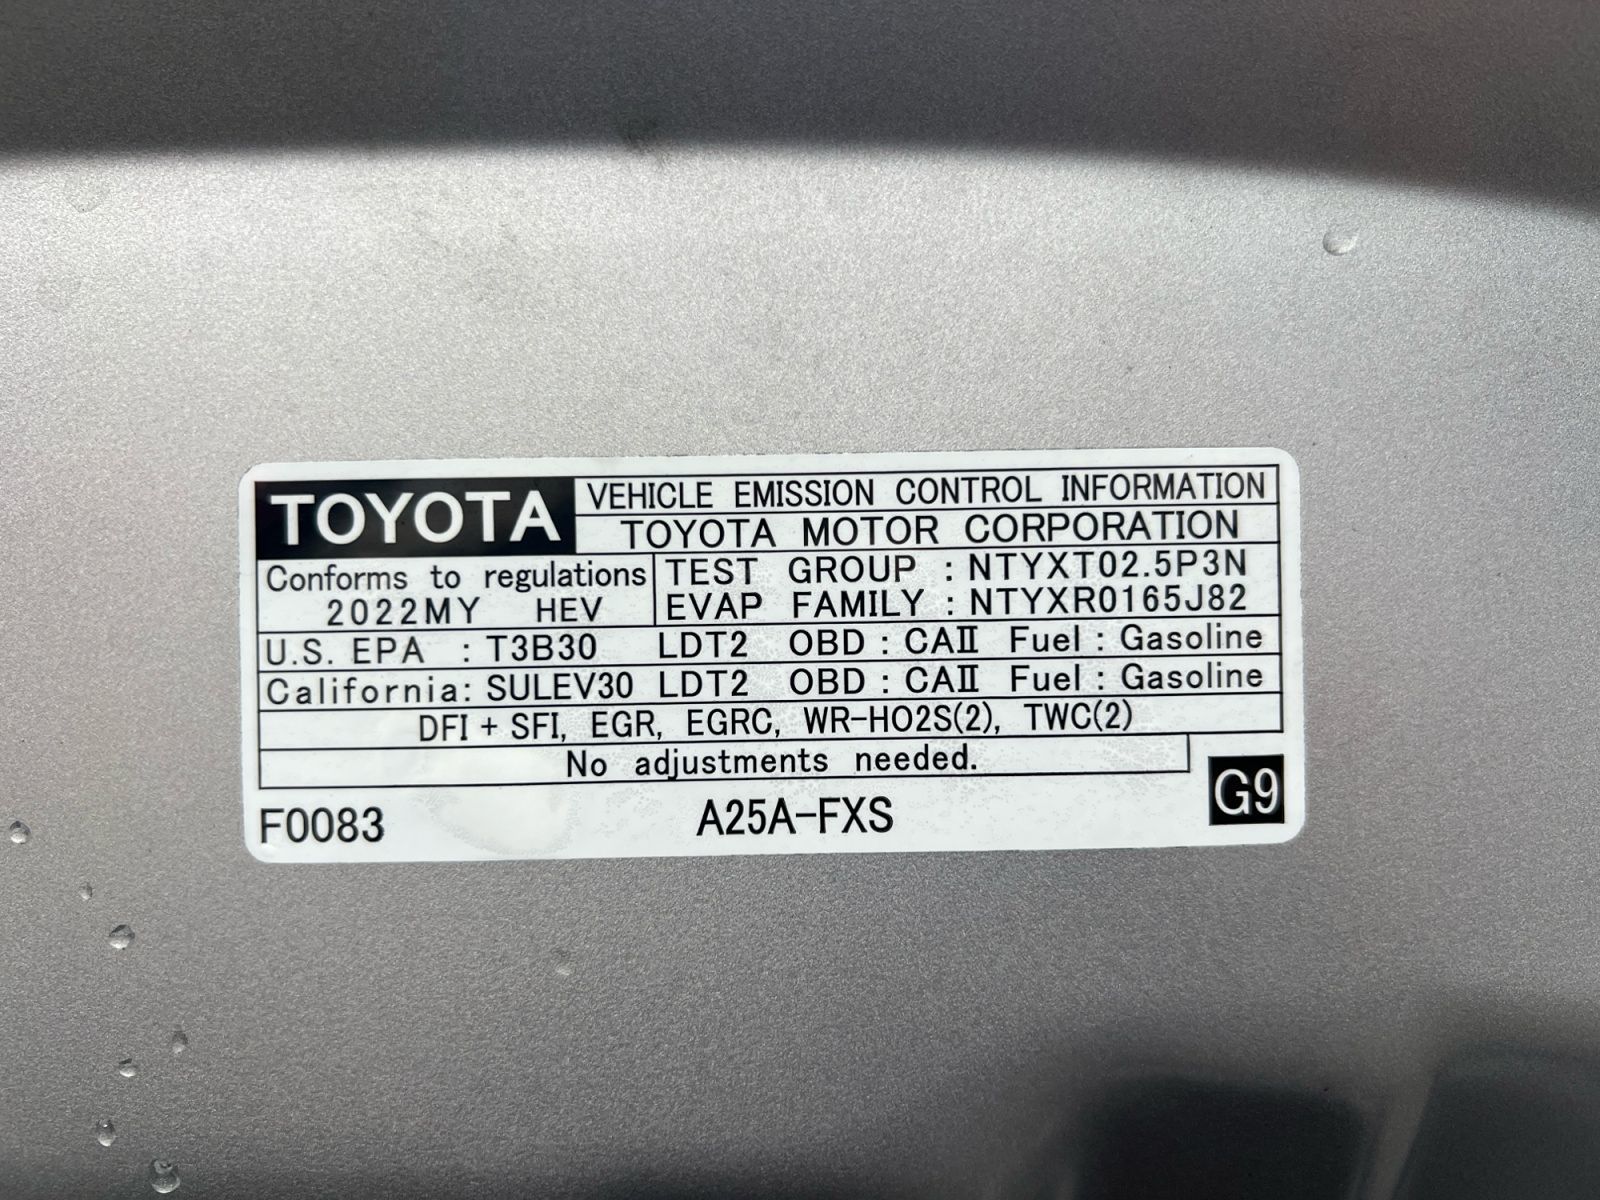 TOYOTA VEHICLE EMISSION CONTROL INFORMATION
TOYOTA MOTOR CORPORATION
Conforms to regulations
2022MY HEV
TEST GROUP : NTYXT02.5P3N
EVAP FAMILY : NTYXR0165J82
U.S. EPA : T3B30 LDT2 OBD : CAⅡ Fuel : Gasoline
California: SULEV30 LDT2 OBD : CAⅡ Fuel : Gasoline
DFI + SFI, EGR, EGRC, WR-HO2S(2), TWC(2)
No adjustments needed.
F0083 A25A-FXS G9